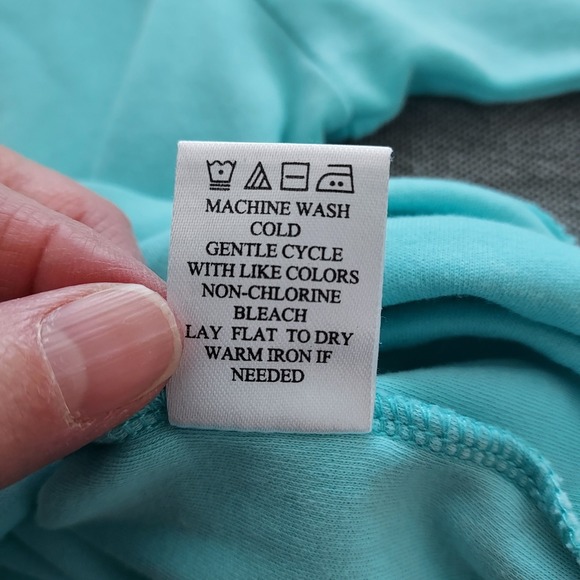 MACHINE WASH
COLD
GENTLE CYCLE
WITH LIKE COLORS
NON-CHLORINE
BLEACH
LAY FLAT TO DRY
WARM IRON IF
NEEDED